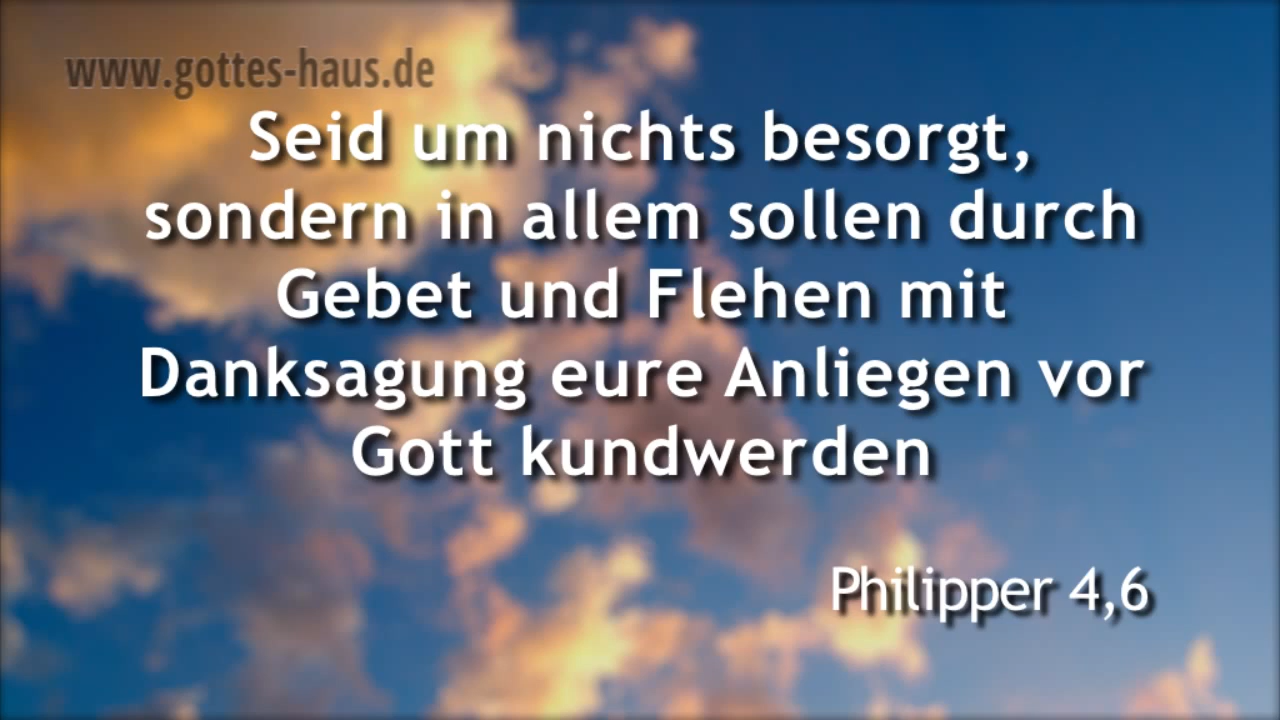 www.gottes-haus.de
Seid um nichts besorgt,
sondern in allem sollen durch
Gebet und Flehen mit
Danksagung eure Anliegen vor
Gott kundwerden
Philipper 4,6